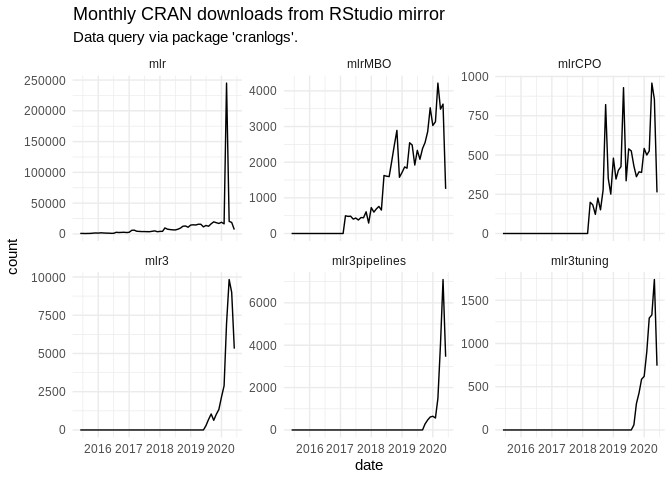 Monthly CRAN downloads from RStudio mirror
Data query via package 'cranlogs'.
mlr
mlrMBO
mlrCPO
250000
200000
150000
100000
50000
0
4000
3000
2000
1000
0
1000
750
500
250
0
count
mlr3
mlr3pipelines
mlr3tuning
10000
7500
5000
2500
0
6000
4000
2000
0
1500
1000
500
0
2016 2017 2018 2019 2020
2016 2017 2018 2019 2020
2016 2017 2018 2019 2020
date